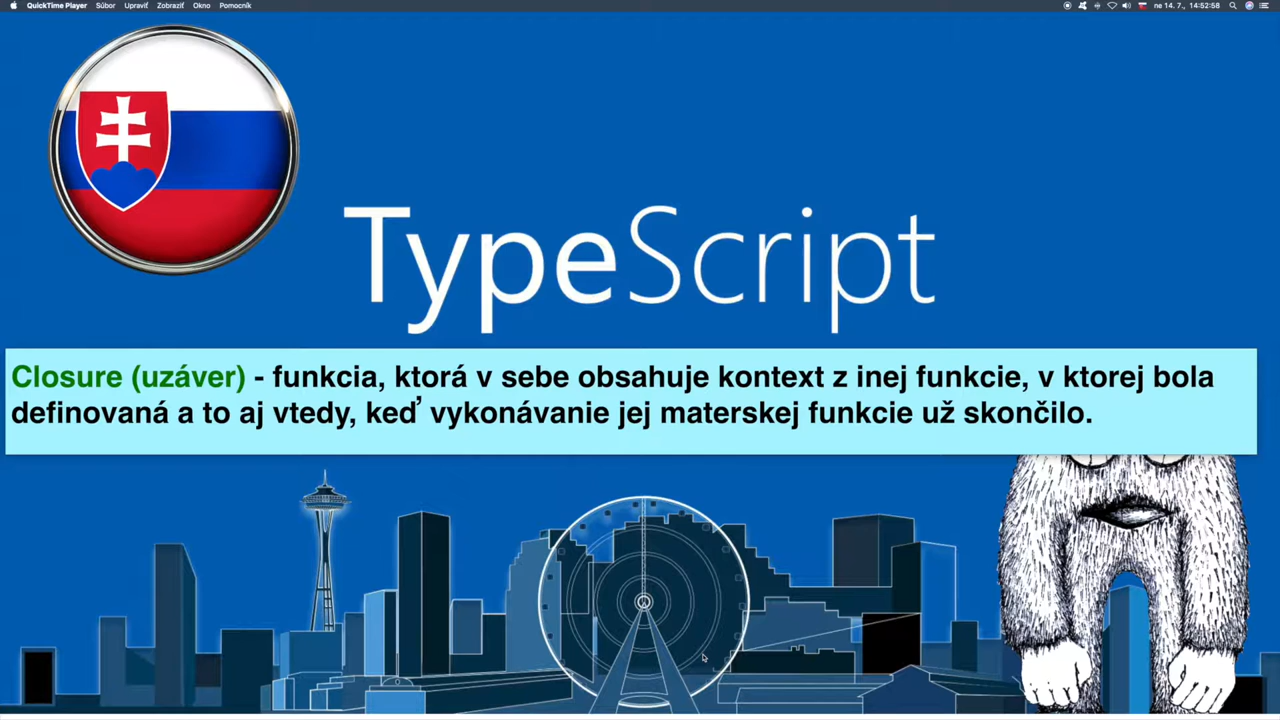 QuickTime Player Súbor Upraviť Zobraziť Okno Pomocník ne 14. 7., 14:52:58
TypeScript
Closure (uzáver) - funkcia, ktorá v sebe obsahuje kontext z inej funkcie, v ktorej bola
definovaná a to aj vtedy, keď vykonávanie jej materskej funkcie už skončilo.